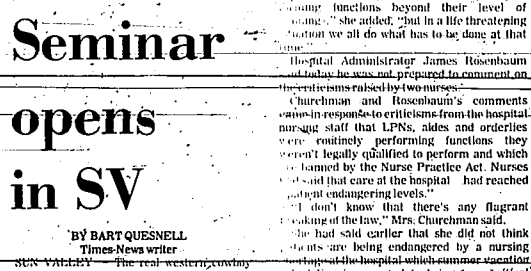 Seminar
opens
in SV
BY BART QUESNELL
Times-News writer
SUN VALLEY — The real western cowboy
functions beyond their level of
she added, "but in a life threatening
we all do what has to be done at that
Hospital Administrator James Rosenbaum
said today he was not prepared to comment on
the criticisms raised by two nurses.
Churchman and Rosenbaum's comments
came in response to criticisms from the hospital
nursing staff that LPNs, aides and orderlies
were routinely performing functions they
weren't legally qualified to perform and which
banned by the Nurse Practice Act. Nurses
said that care at the hospital had reached
patient endangering levels."
"I don't know that there's any flagrant
breaking of the law," Mrs. Churchman said.
She had said earlier that she did not think
are being endangered by a nursing
at the hospital which summer vacation